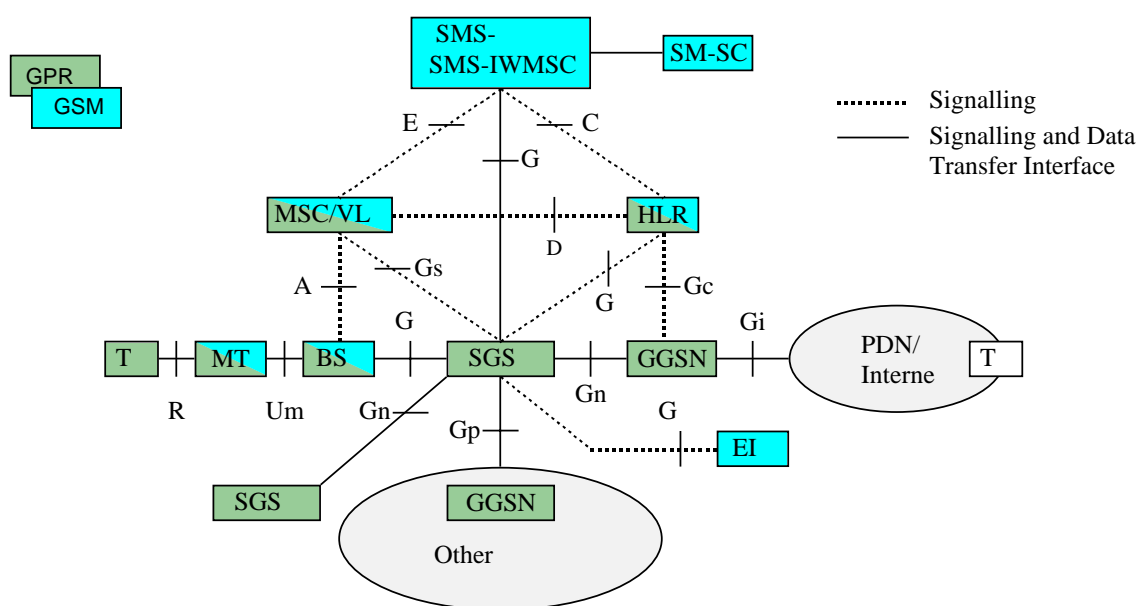 SMS-
SMS-IWMSC
SM-SC
GPR
GSM
Signalling
Signalling and Data
Transfer Interface
E
C
G
MSC/VL
HLR
D
Gs
G
A
Gc
G
Gi
T
MT
BS
SGS
GGSN
PDN/
Interne
T
R
Um
Gn
Gn
G
Gp
EI
SGS
GGSN
Other